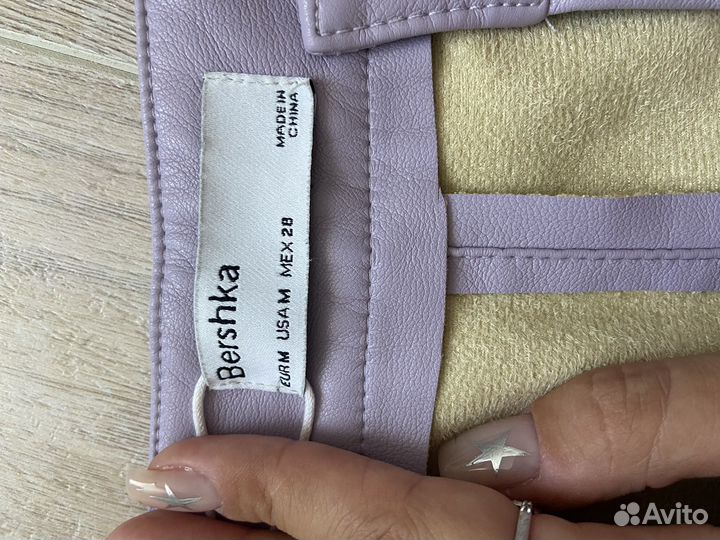 Bershka
EUR M USA M MEX 28
MADE IN
CHINA
Avito